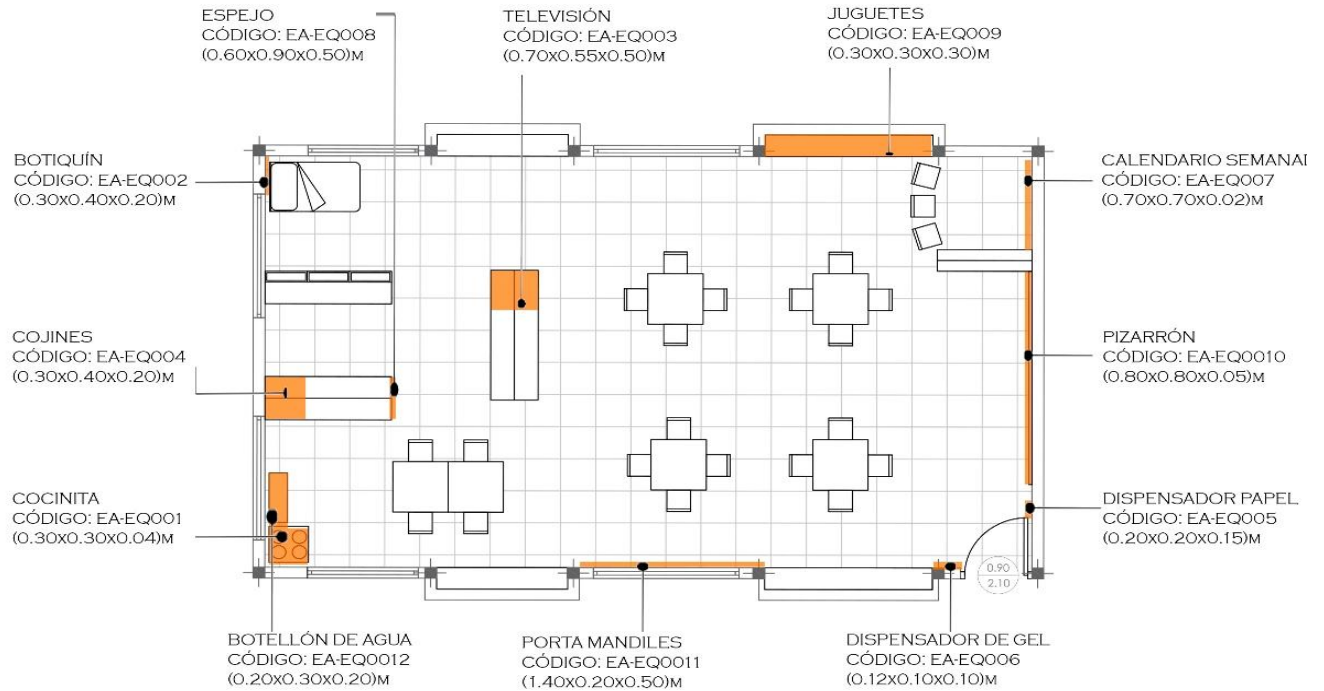 ESPEJO
CÓDIGO: EA-EQ008
(0.60x0.90x0.50)M
TELEVISIÓN
CÓDIGO: EA-EQ003
(0.70x0.55x0.50)M
JUGUETES
CÓDIGO: EA-EQ009
(0.30x0.30x0.30)M
BOTIQUÍN
CÓDIGO: EA-EQ002
(0.30x0.40x0.20)M
CALENDARIO SEMANAl
CÓDIGO: EA-EQ007
(0.70x0.70x0.02)M
COJINES
CÓDIGO: EA-EQ004
(0.30x0.40x0.20)M
PIZARRÓN
CÓDIGO: EA-EQ0010
(0.80x0.80x0.05)M
COCINITA
CÓDIGO: EA-EQ001
(0.30x0.30x0.04)M
DISPENSADOR PAPEL
CÓDIGO: EA-EQ005
(0.20x0.20x0.15)M
0.90
2.10
BOTELLÓN DE AGUA
CÓDIGO: EA-EQ0012
(0.20x0.30x0.20)M
PORTA MANDILES
CÓDIGO: EA-EQ0011
(1.40x0.20x0.50)M
DISPENSADOR DE GEL
CÓDIGO: EA-EQ006
(0.12x0.10x0.10)M